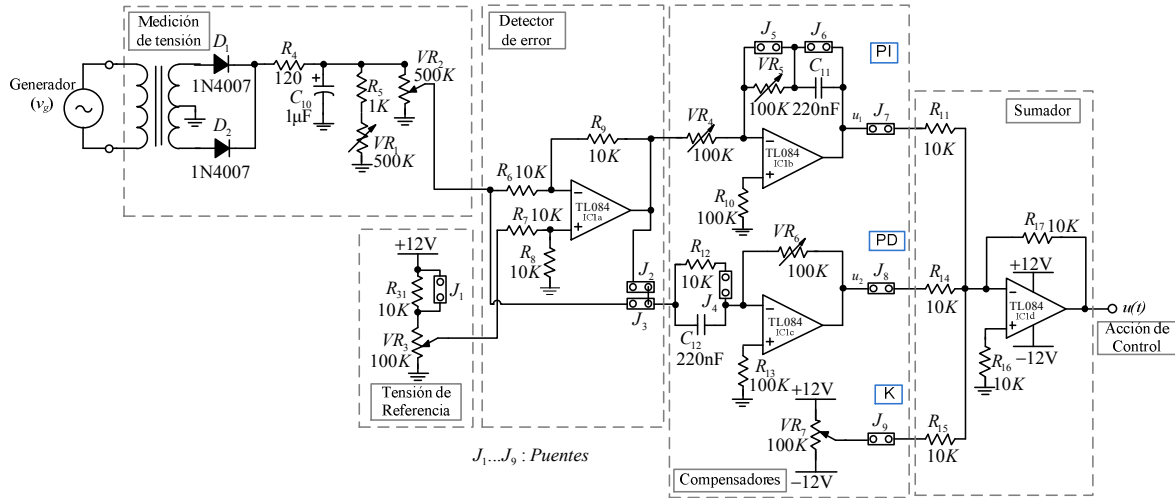 Medición
de tensión
Generador
(vg)
D1
1N4007
D2
1N4007
R4
120
+
C10
1µF
R5
1K
VR1
500K
VR2
500K
Detector
de error
R9
10K
R6 10K
R7 10K
R8
10K
−
+
TL084
IC1a
J2
J3
+12V
R31
10K
J1
VR3
100K
Tensión de
Referencia
J1...J9 : Puentes
PI
J5
J6
VR5
100K
C11
220nF
VR4
100K
−
+
TL084
IC1b
R10
100K
u1
J7
PD
R12
10K
J4
C12
220nF
VR6
100K
−
+
TL084
IC1c
R13
100K
u2
J8
K
+12V
VR7
100K
−12V
J9
Compensadores
Sumador
R11
10K
R14
10K
R15
10K
R17 10K
+12V
−
+
TL084
IC1d
−12V
R16
10K
u(t)
Acción de
Control